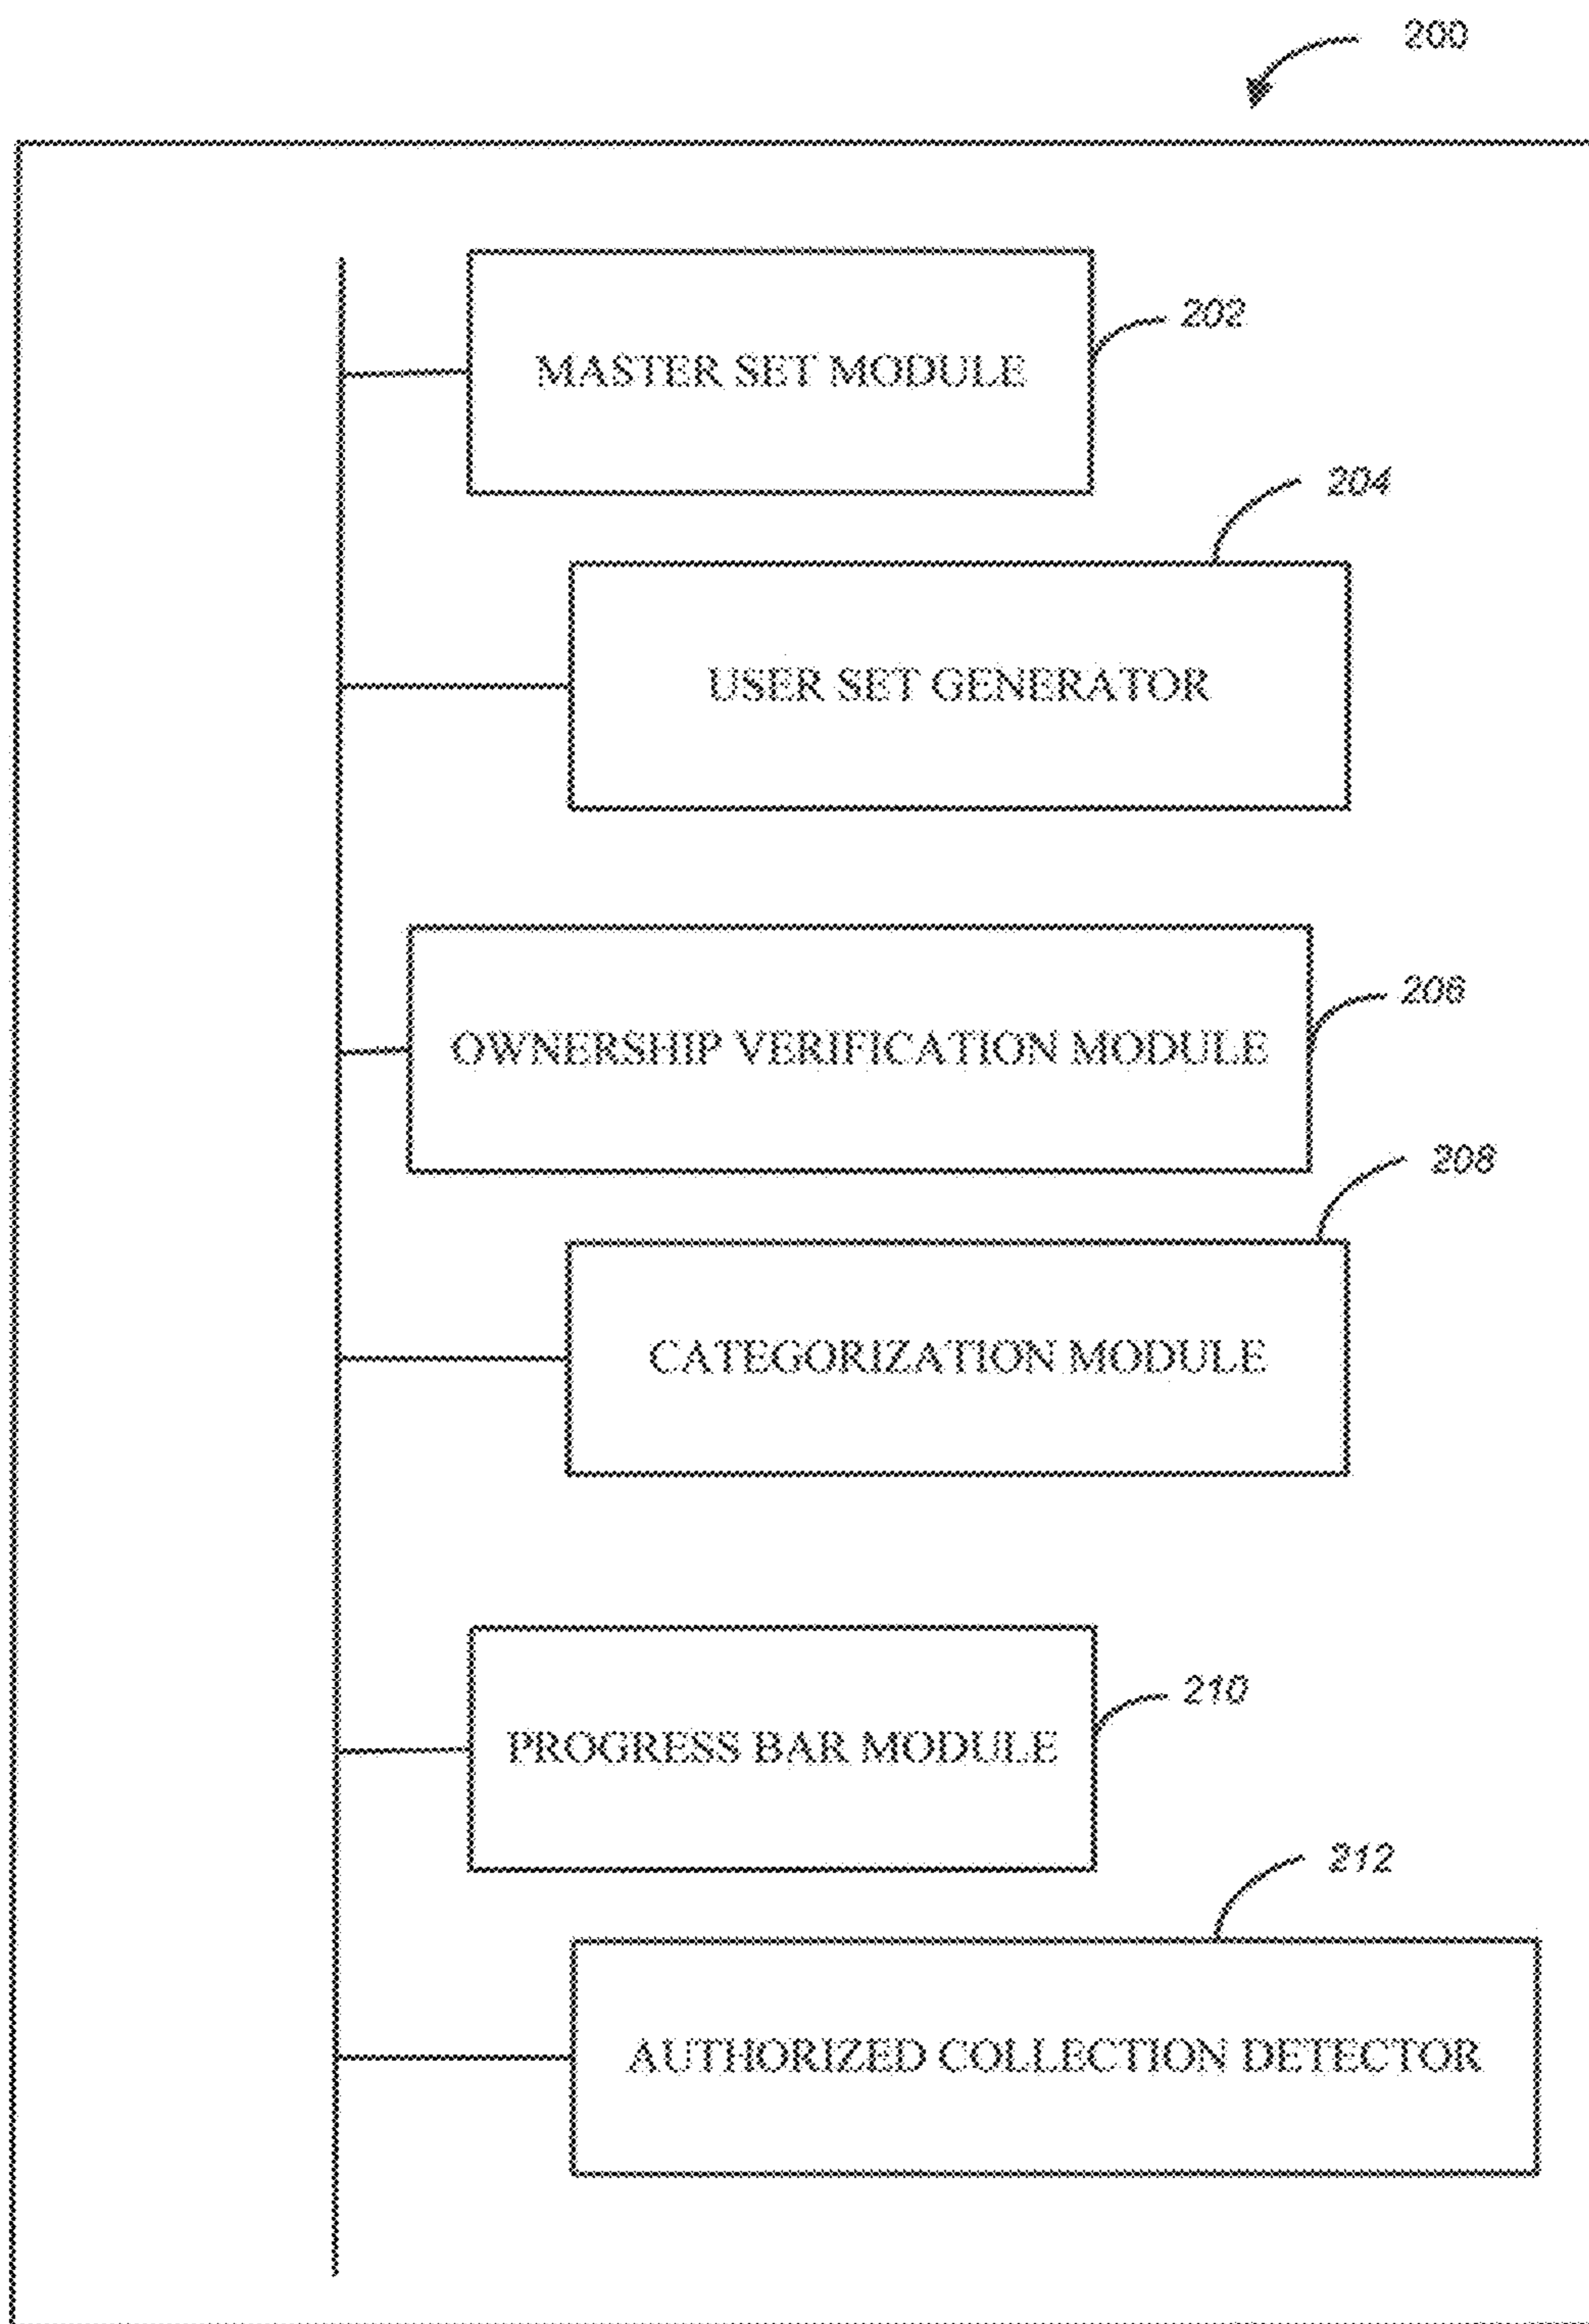 200
MASTER SET MODULE
202
204
USER SET GENERATOR
OWNERSHIP VERIFICATION MODULE
206
208
CATEGORIZATION MODULE
PROGRESS BAR MODULE
210
212
AUTHORIZED COLLECTION DETECTOR